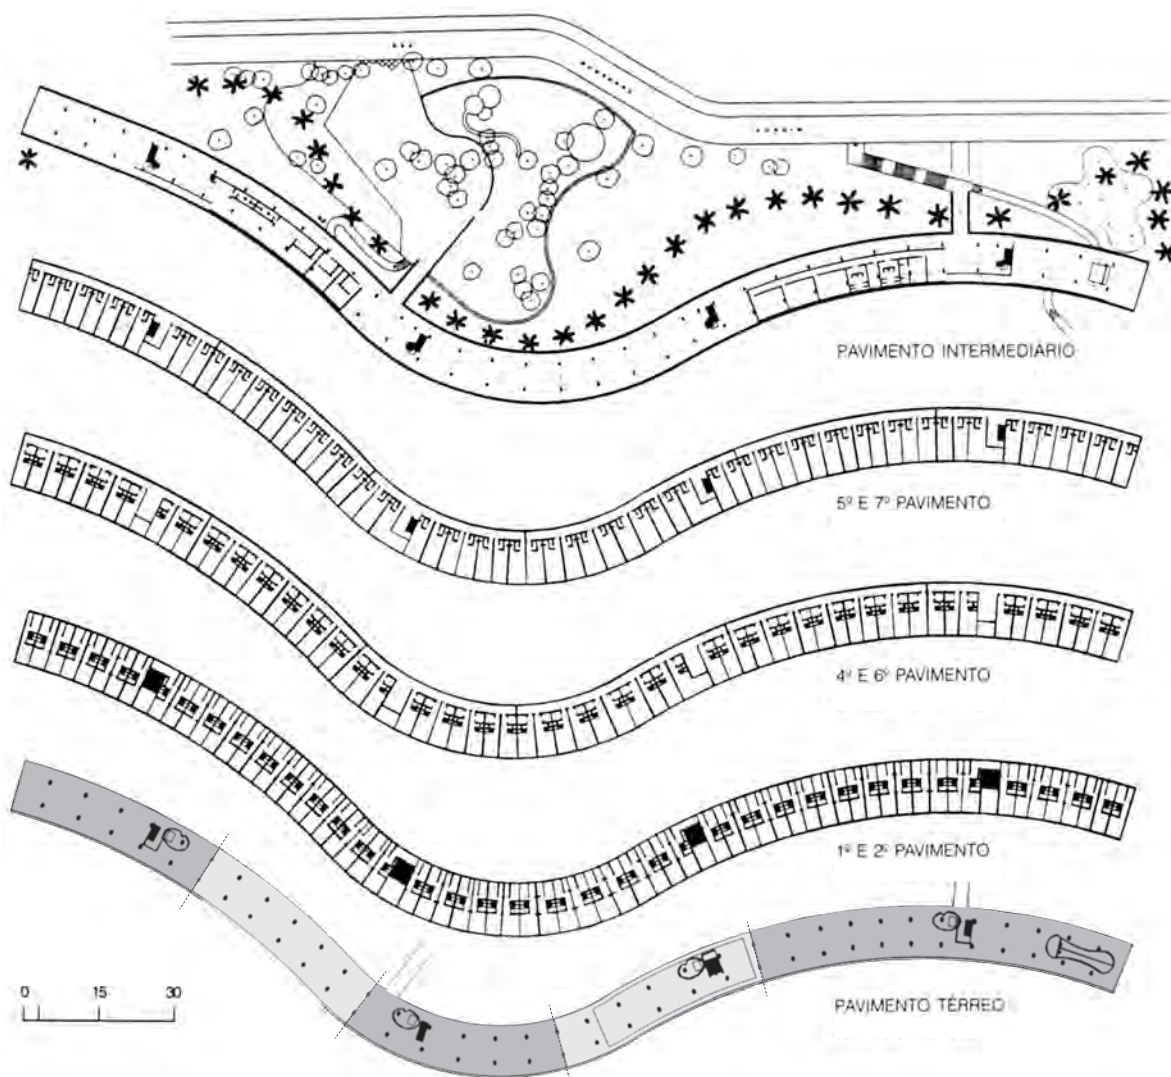 PAVIMENTO INTERMEDIÁRIO
5º E 7º PAVIMENTO
4º E 6º PAVIMENTO
1º E 2º PAVIMENTO
0 15 30
PAVIMENTO TÉRREO